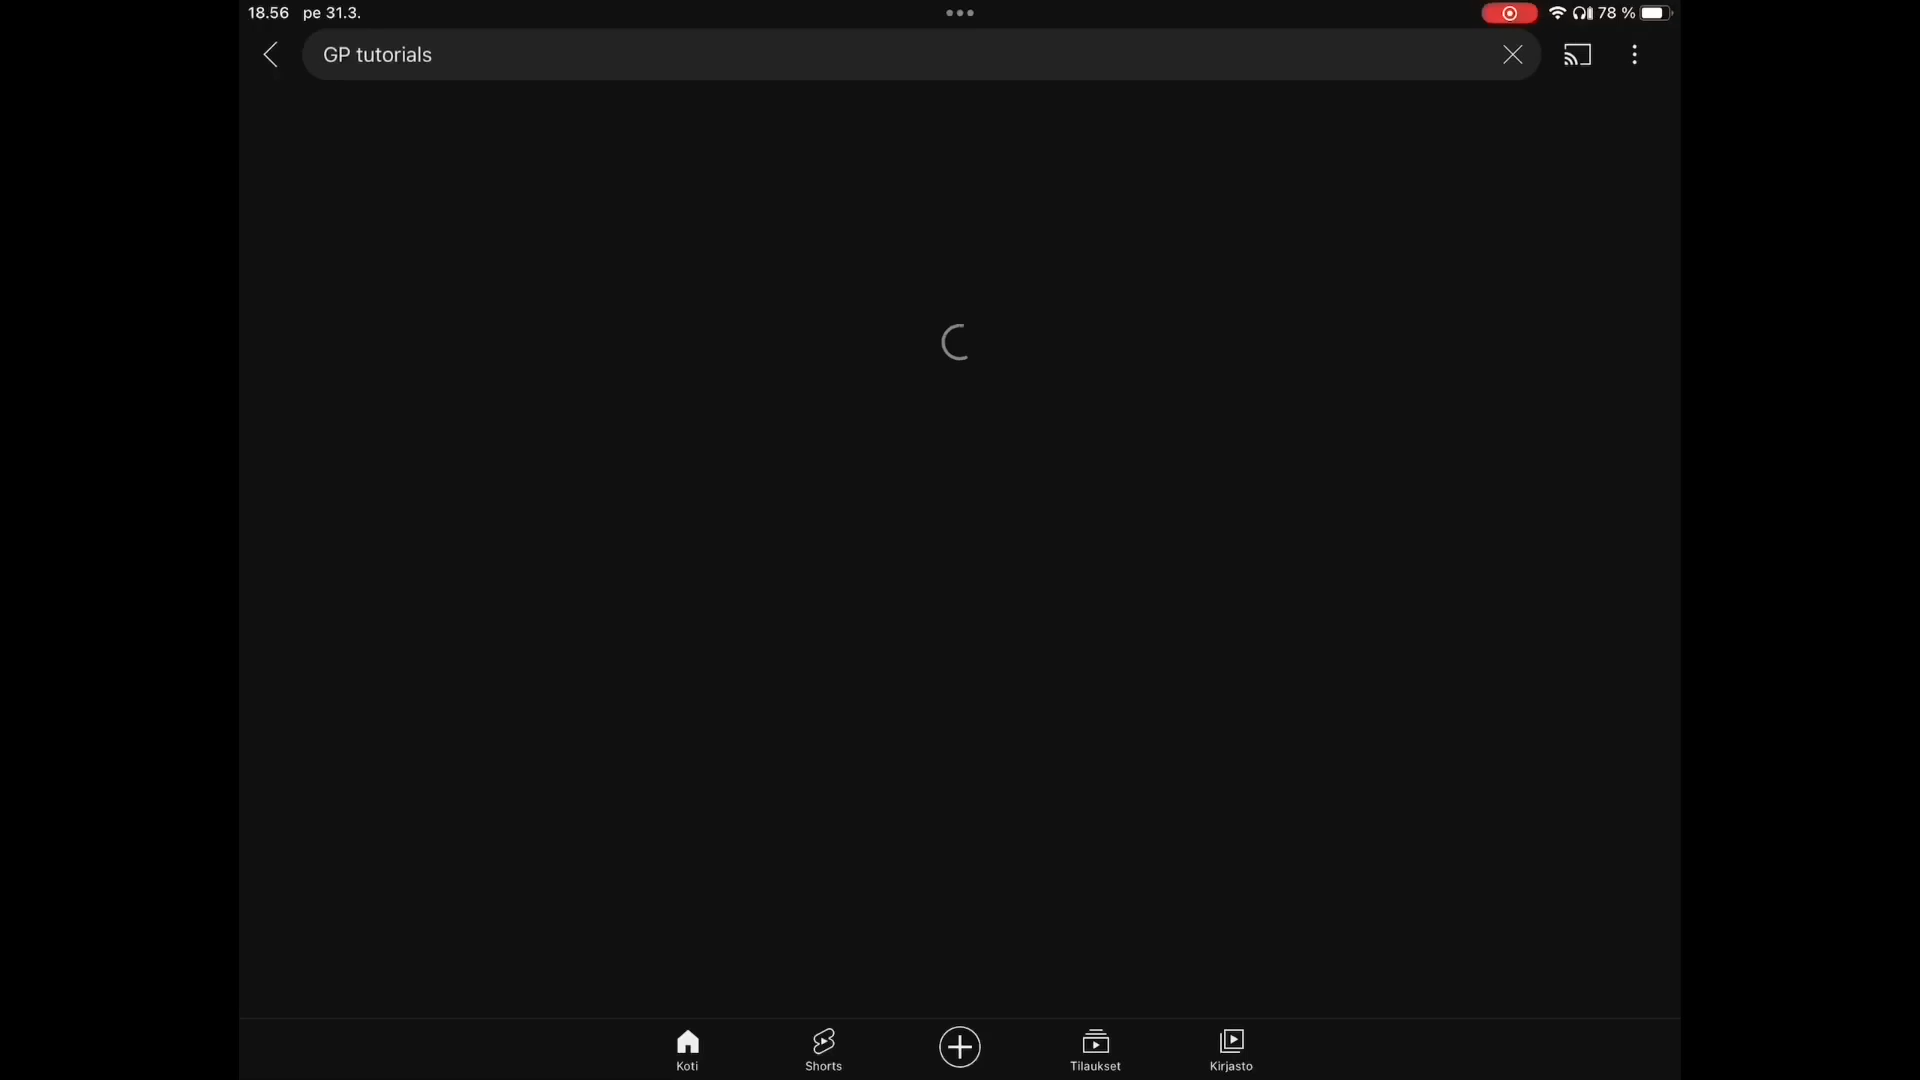 18.56 pe 31.3.
78 %
GP tutorials
Koti
Shorts
Tilaukset
Kirjasto